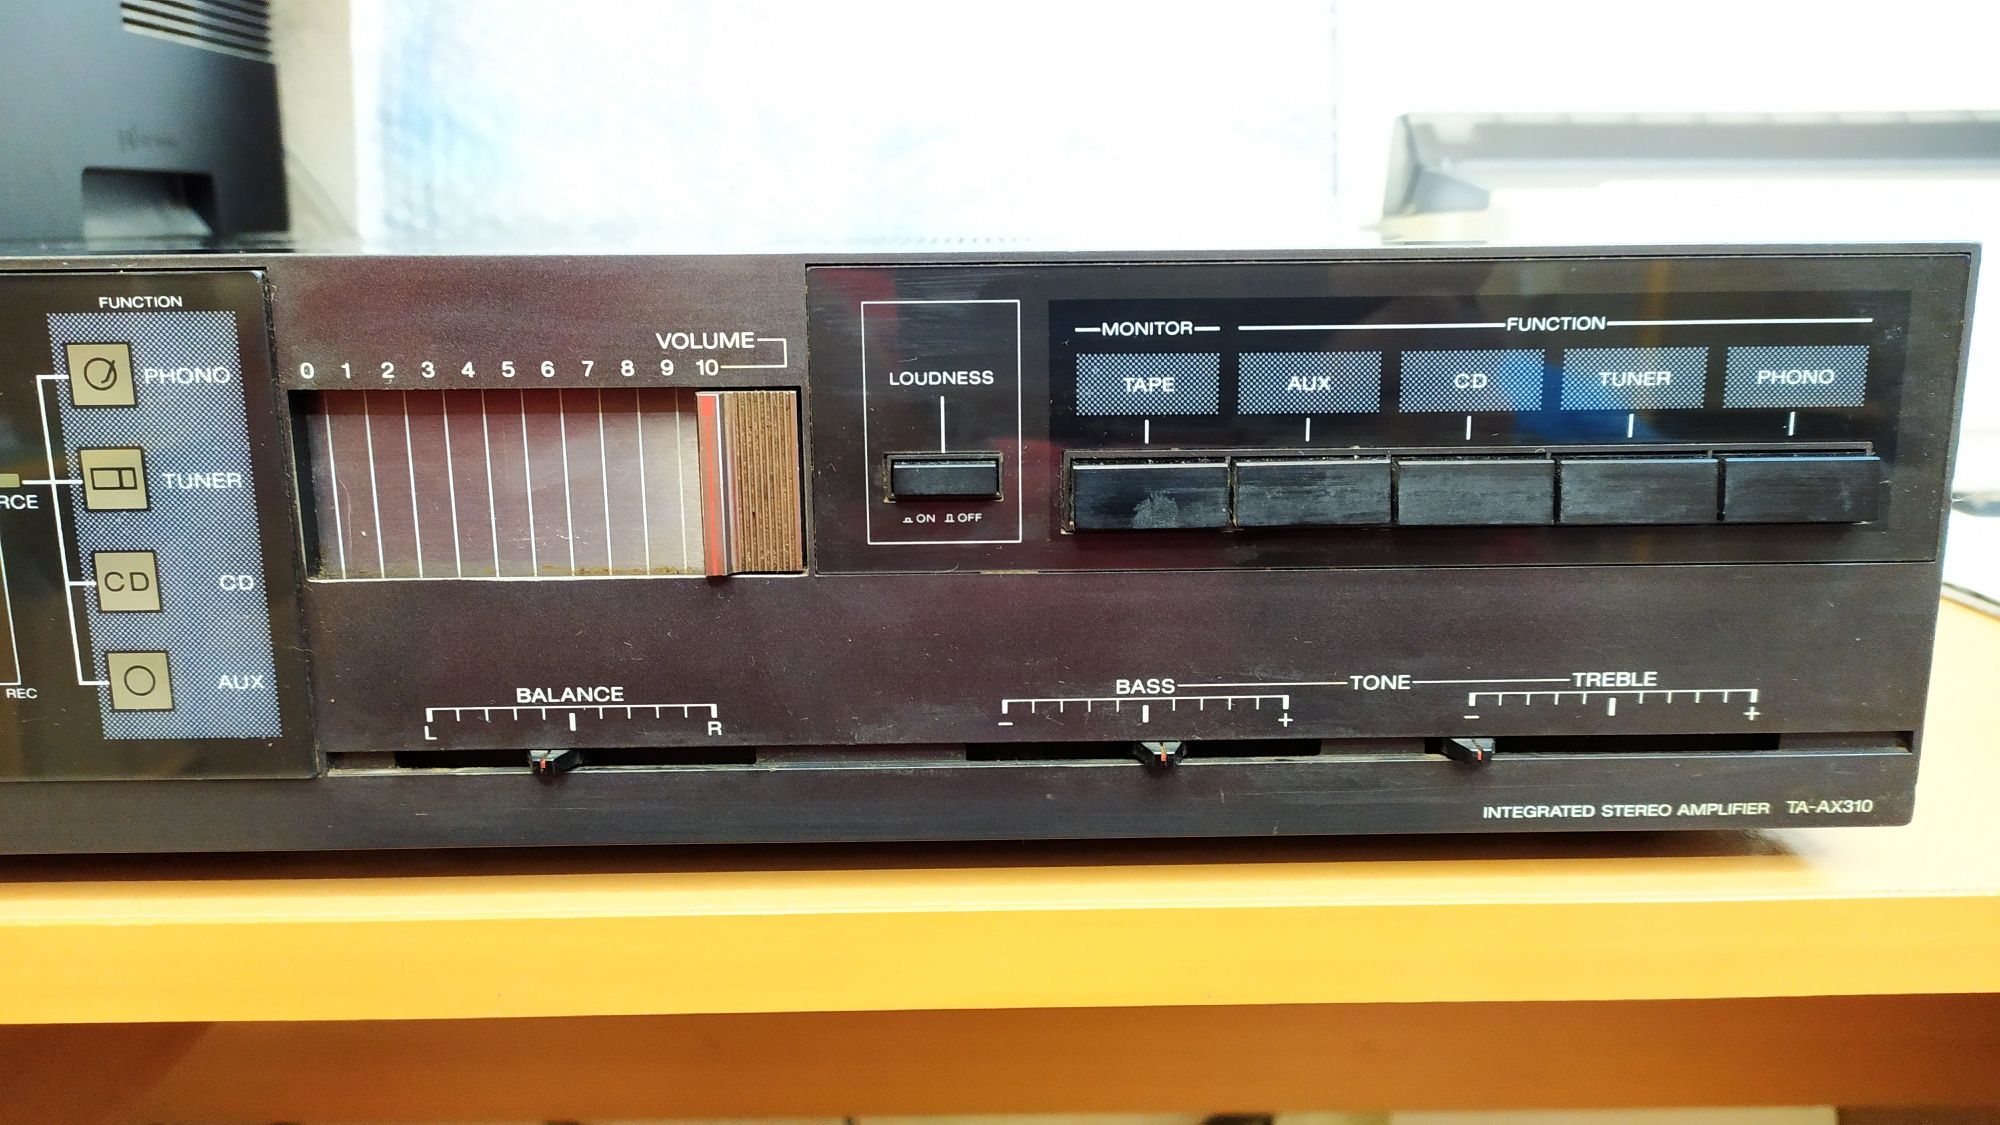 FUNCTION
PHONO
TUNER
RCE
CD CD
AUX
REC
VOLUME
0 1 2 3 4 5 6 7 8 9 10
LOUDNESS
ON OFF
MONITOR FUNCTION
TAPE AUX CD TUNER PHONO
BALANCE
L R
BASS TONE TREBLE
- + - +
INTEGRATED STEREO AMPLIFIER TA-AX310